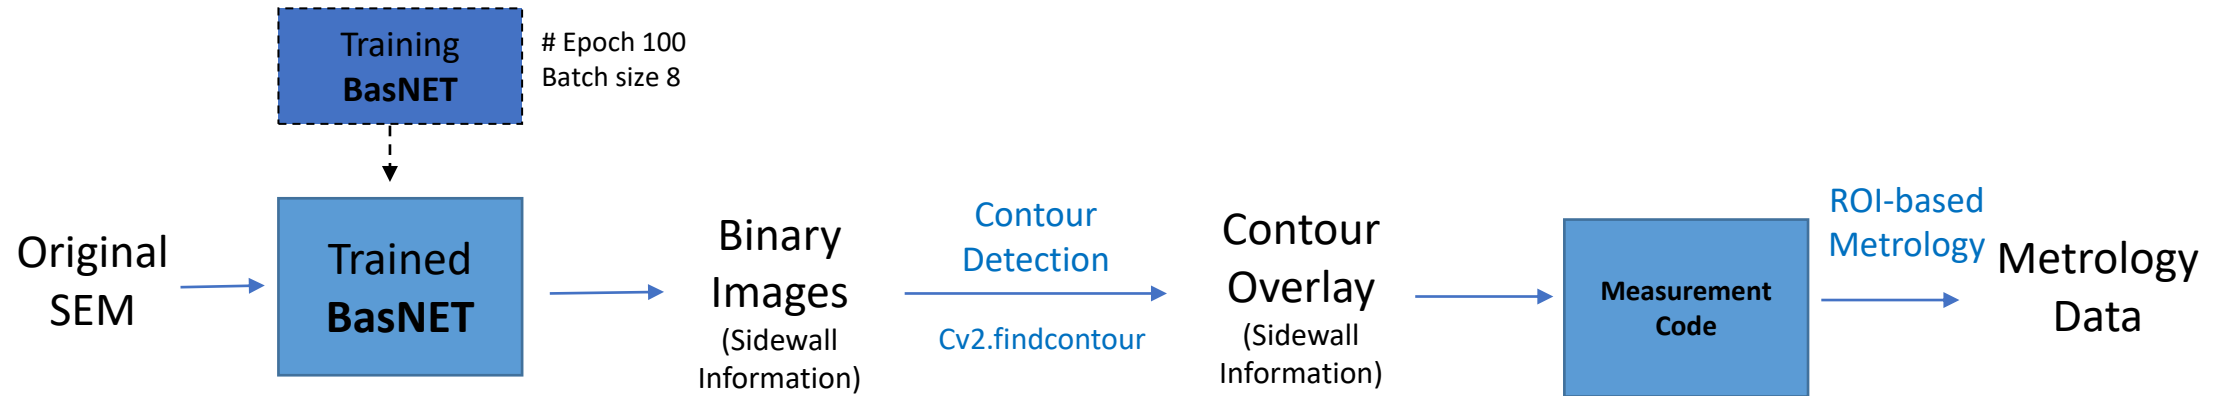 Training
BasNET
# Epoch 100
Batch size 8
Original
SEM
Trained
BasNET
Binary
Images
(Sidewall
Information)
Contour
Detection
Cv2.findcontour
Contour
Overlay
(Sidewall
Information)
Measurement
Code
ROI-based
Metrology
Metrology
Data